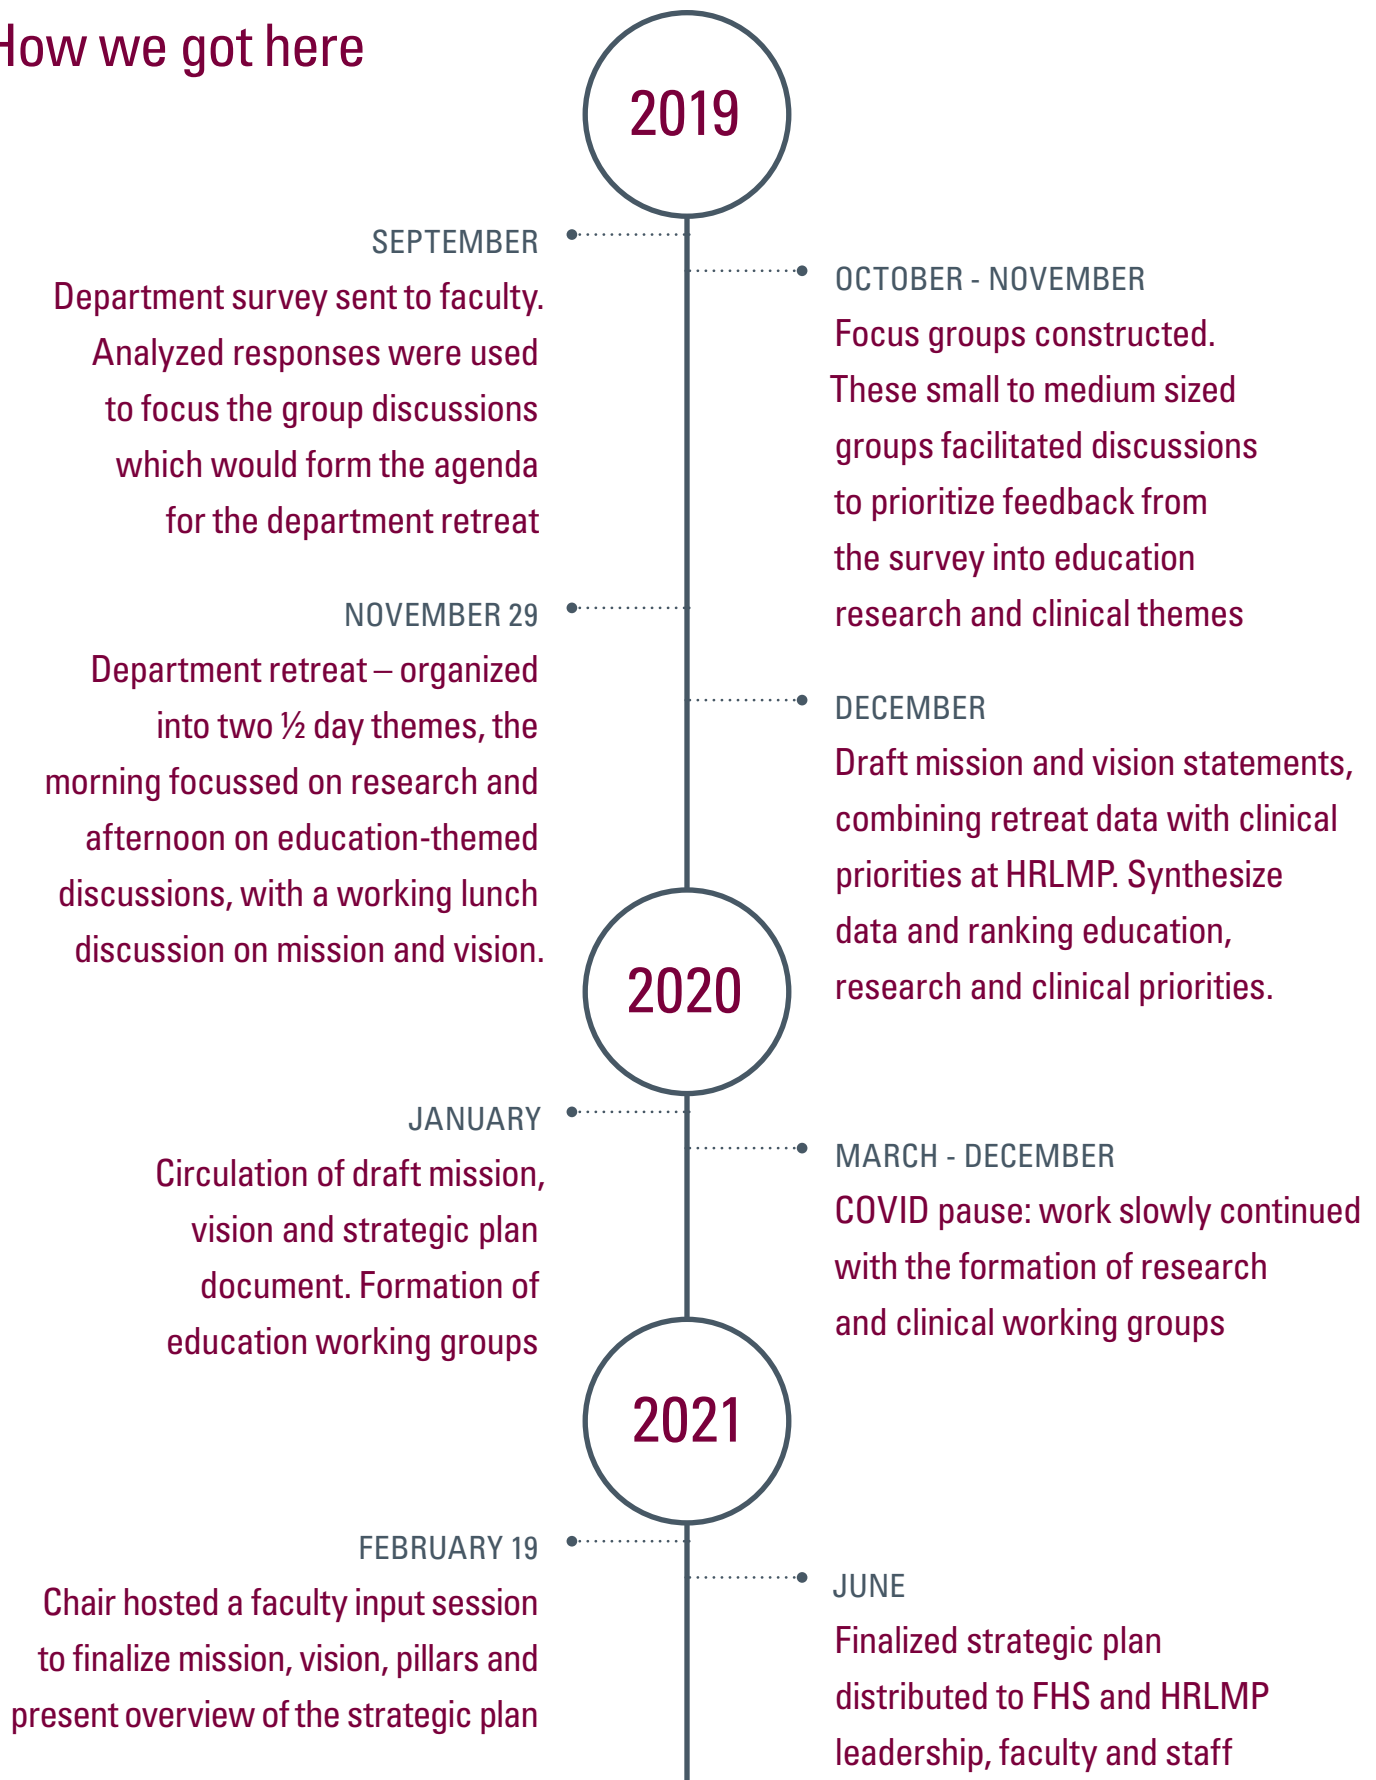 How we got here
2019
SEPTEMBER
Department survey sent to faculty.
Analyzed responses were used
to focus the group discussions
which would form the agenda
for the department retreat
OCTOBER - NOVEMBER
Focus groups constructed.
These small to medium sized
groups facilitated discussions
to prioritize feedback from
the survey into education
research and clinical themes
NOVEMBER 29
Department retreat – organized
into two ½ day themes, the
morning focussed on research and
afternoon on education-themed
discussions, with a working lunch
discussion on mission and vision.
DECEMBER
Draft mission and vision statements,
combining retreat data with clinical
priorities at HRLMP. Synthesize
data and ranking education,
research and clinical priorities.
2020
JANUARY
Circulation of draft mission,
vision and strategic plan
document. Formation of
education working groups
MARCH - DECEMBER
COVID pause: work slowly continued
with the formation of research
and clinical working groups
2021
FEBRUARY 19
Chair hosted a faculty input session
to finalize mission, vision, pillars and
present overview of the strategic plan
JUNE
Finalized strategic plan
distributed to FHS and HRLMP
leadership, faculty and staff